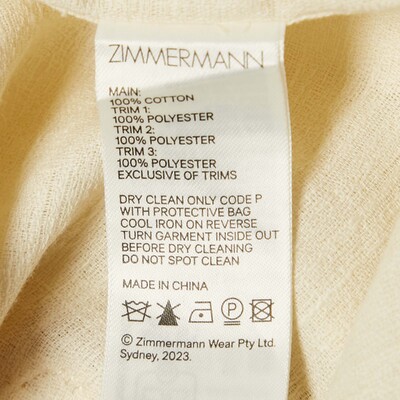 ZIMMERMANN
MAIN:
100% COTTON
TRIM 1:
100% POLYESTER
TRIM 2:
100% POLYESTER
TRIM 3:
100% POLYESTER
EXCLUSIVE OF TRIMS
DRY CLEAN ONLY CODE P
WITH PROTECTIVE BAG
COOL IRON ON REVERSE
TURN GARMENT INSIDE OUT
BEFORE DRY CLEANING
DO NOT SPOT CLEAN
MADE IN CHINA
P
© Zimmermann Wear Pty Ltd.
Sydney, 2023.